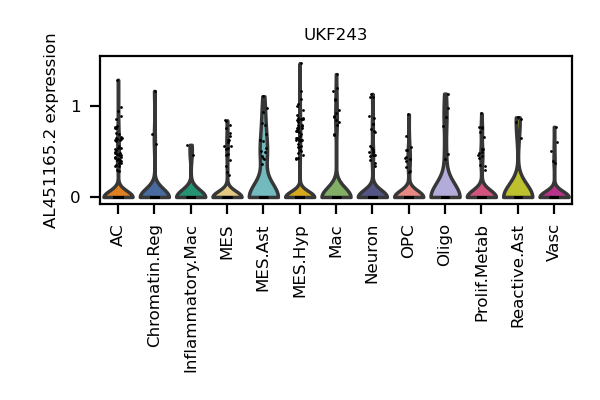 UKF243
AL451165.2 expression
1
0
AC
Chromatin.Reg
Inflammatory.Mac
MES
MES.Ast
MES.Hyp
Mac
Neuron
OPC
Oligo
Prolif.Metab
Reactive.Ast
Vasc